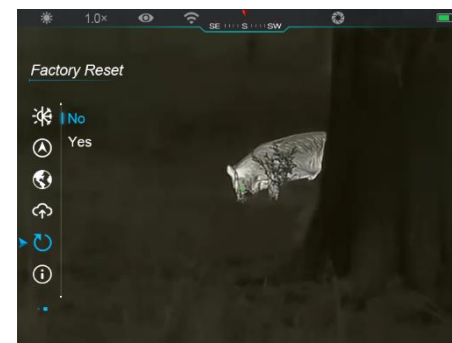 1.0×
SE S SW
Factory Reset
No
Yes